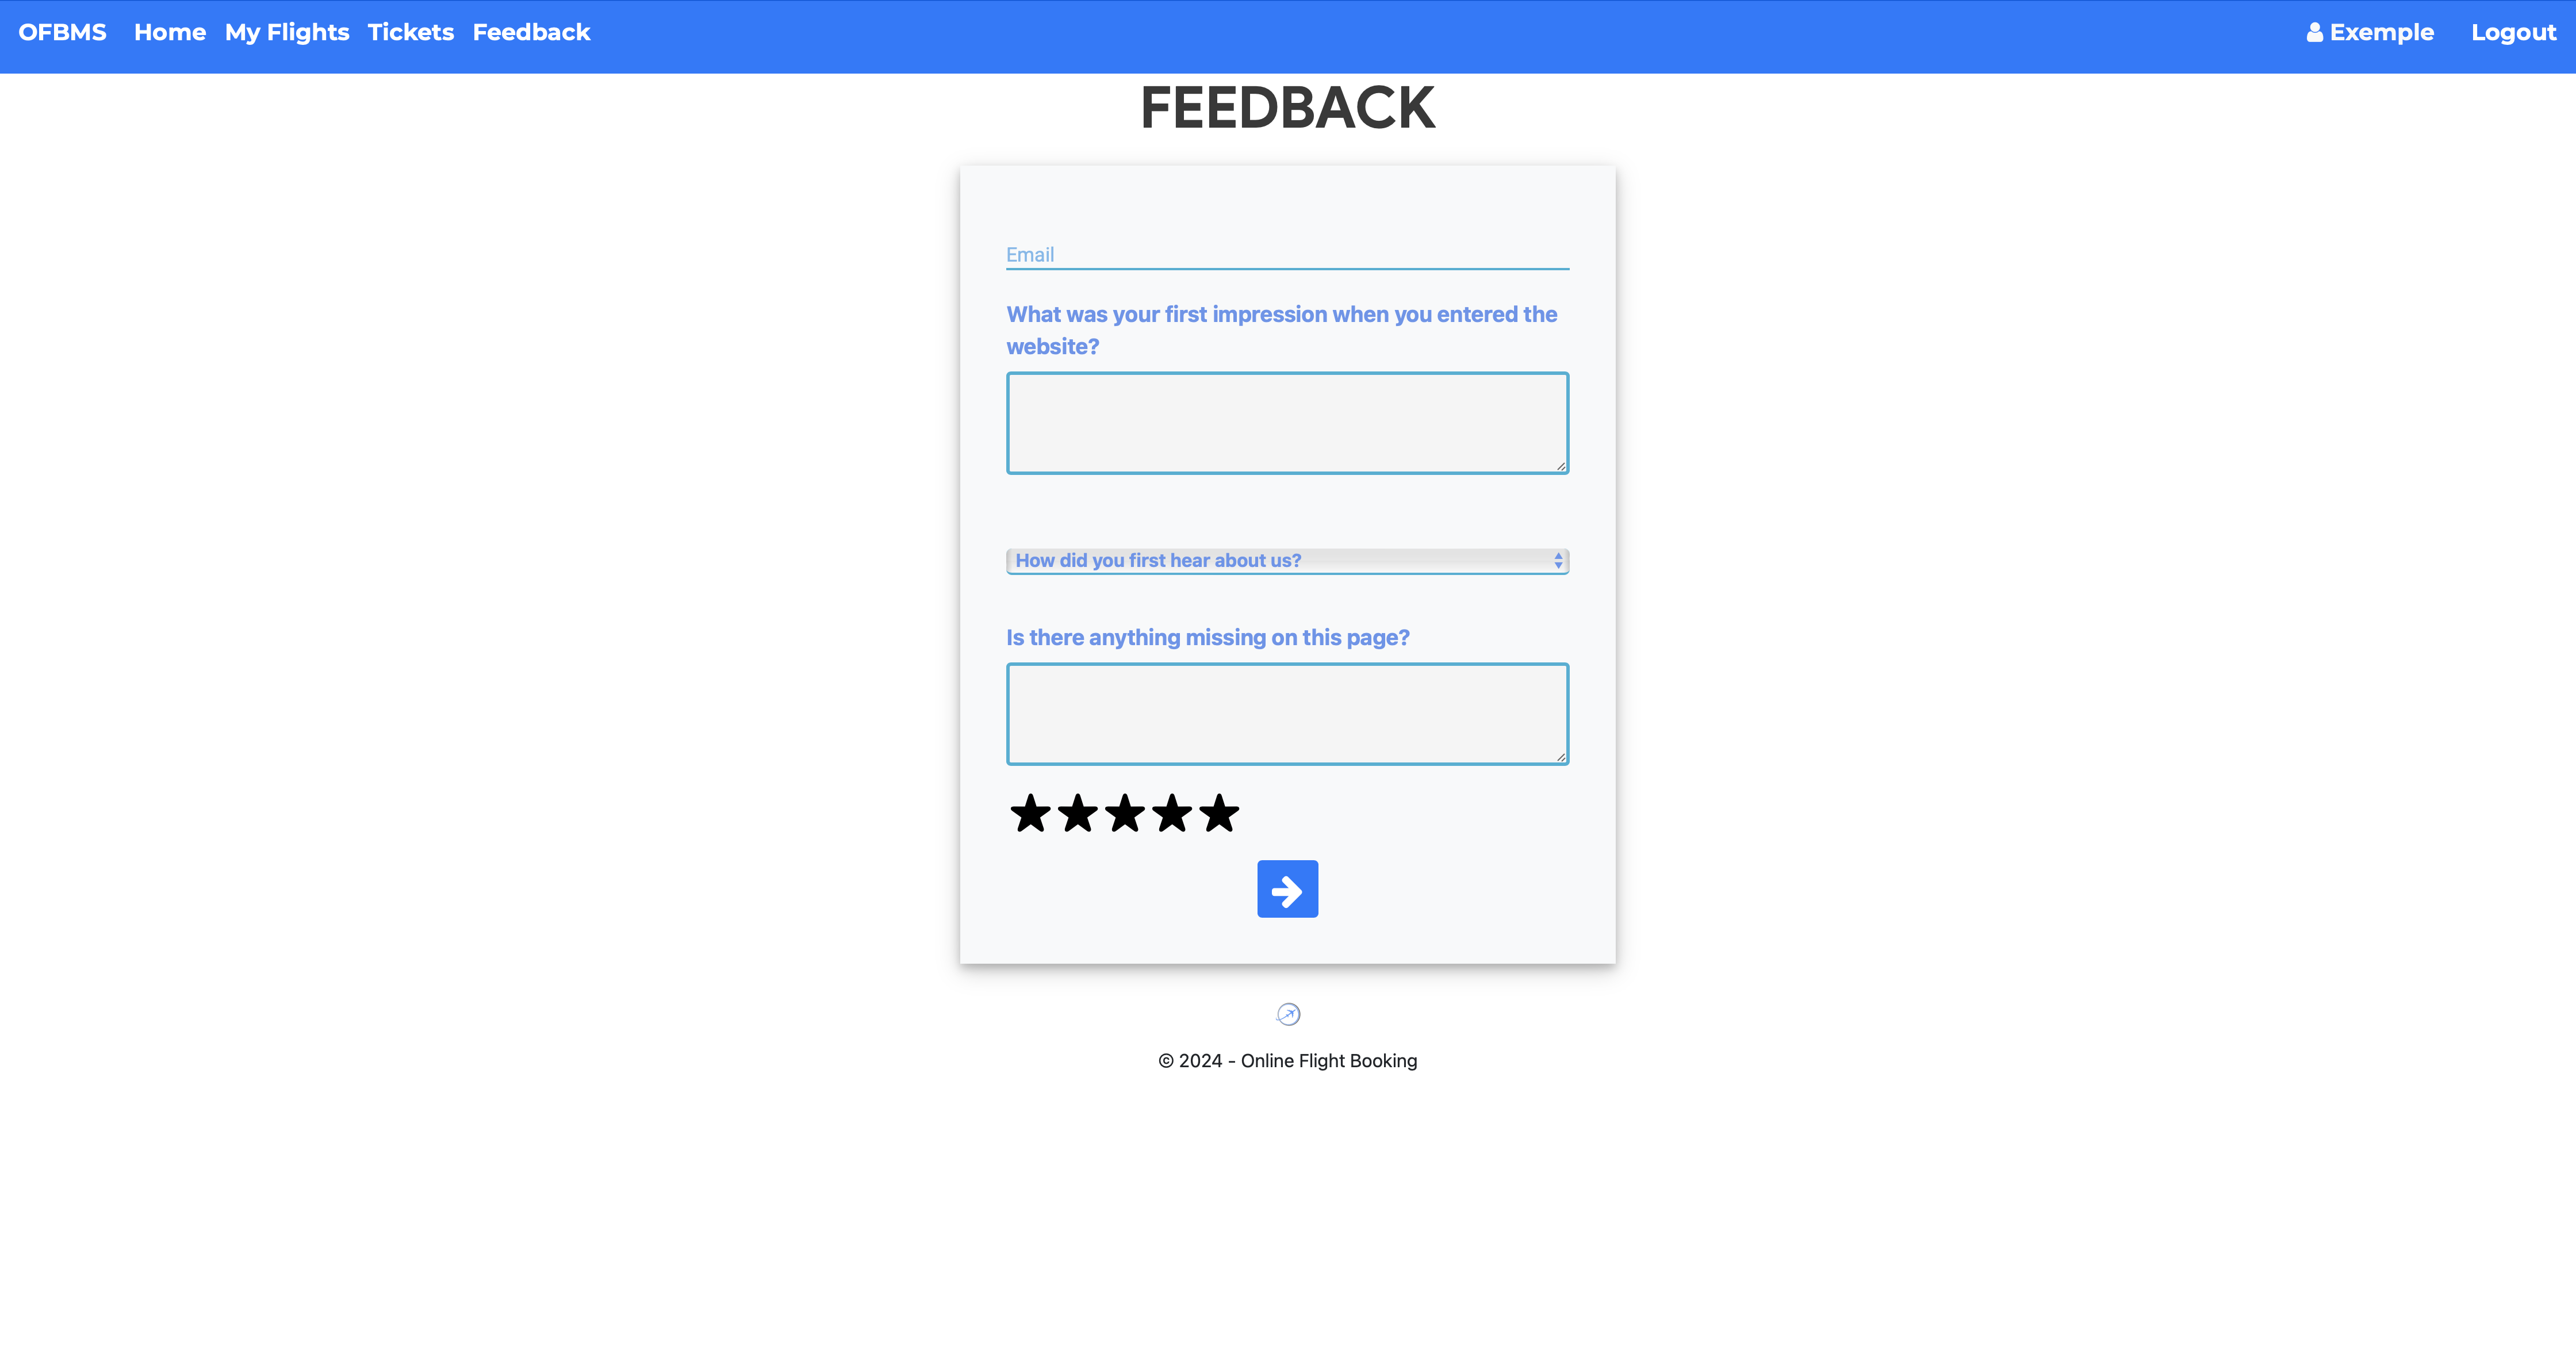 OFBMS Home My Flights Tickets Feedback Exemple Logout
FEEDBACK
Email
What was your first impression when you entered the
website?
How did you first hear about us?
Is there anything missing on this page?
© 2024 - Online Flight Booking